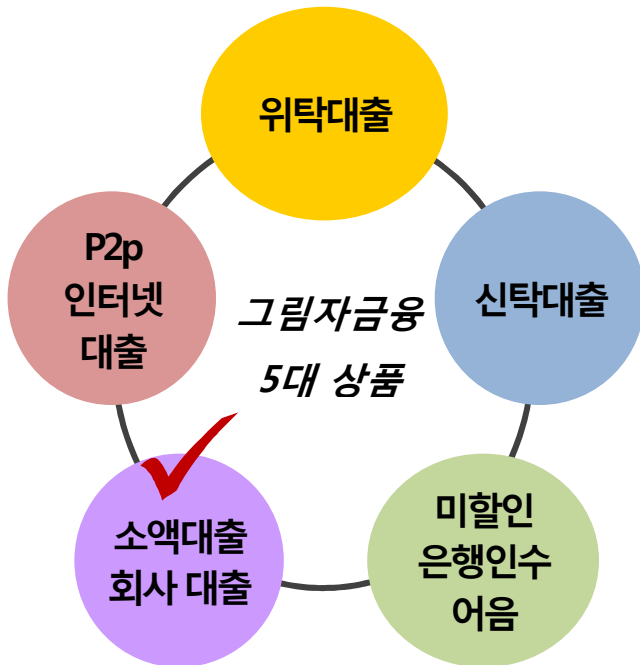 위탁대출
P2p
인터넷
대출
신탁대출
그림자금융
5대 상품
소액대출
회사 대출
미할인
은행인수
어음